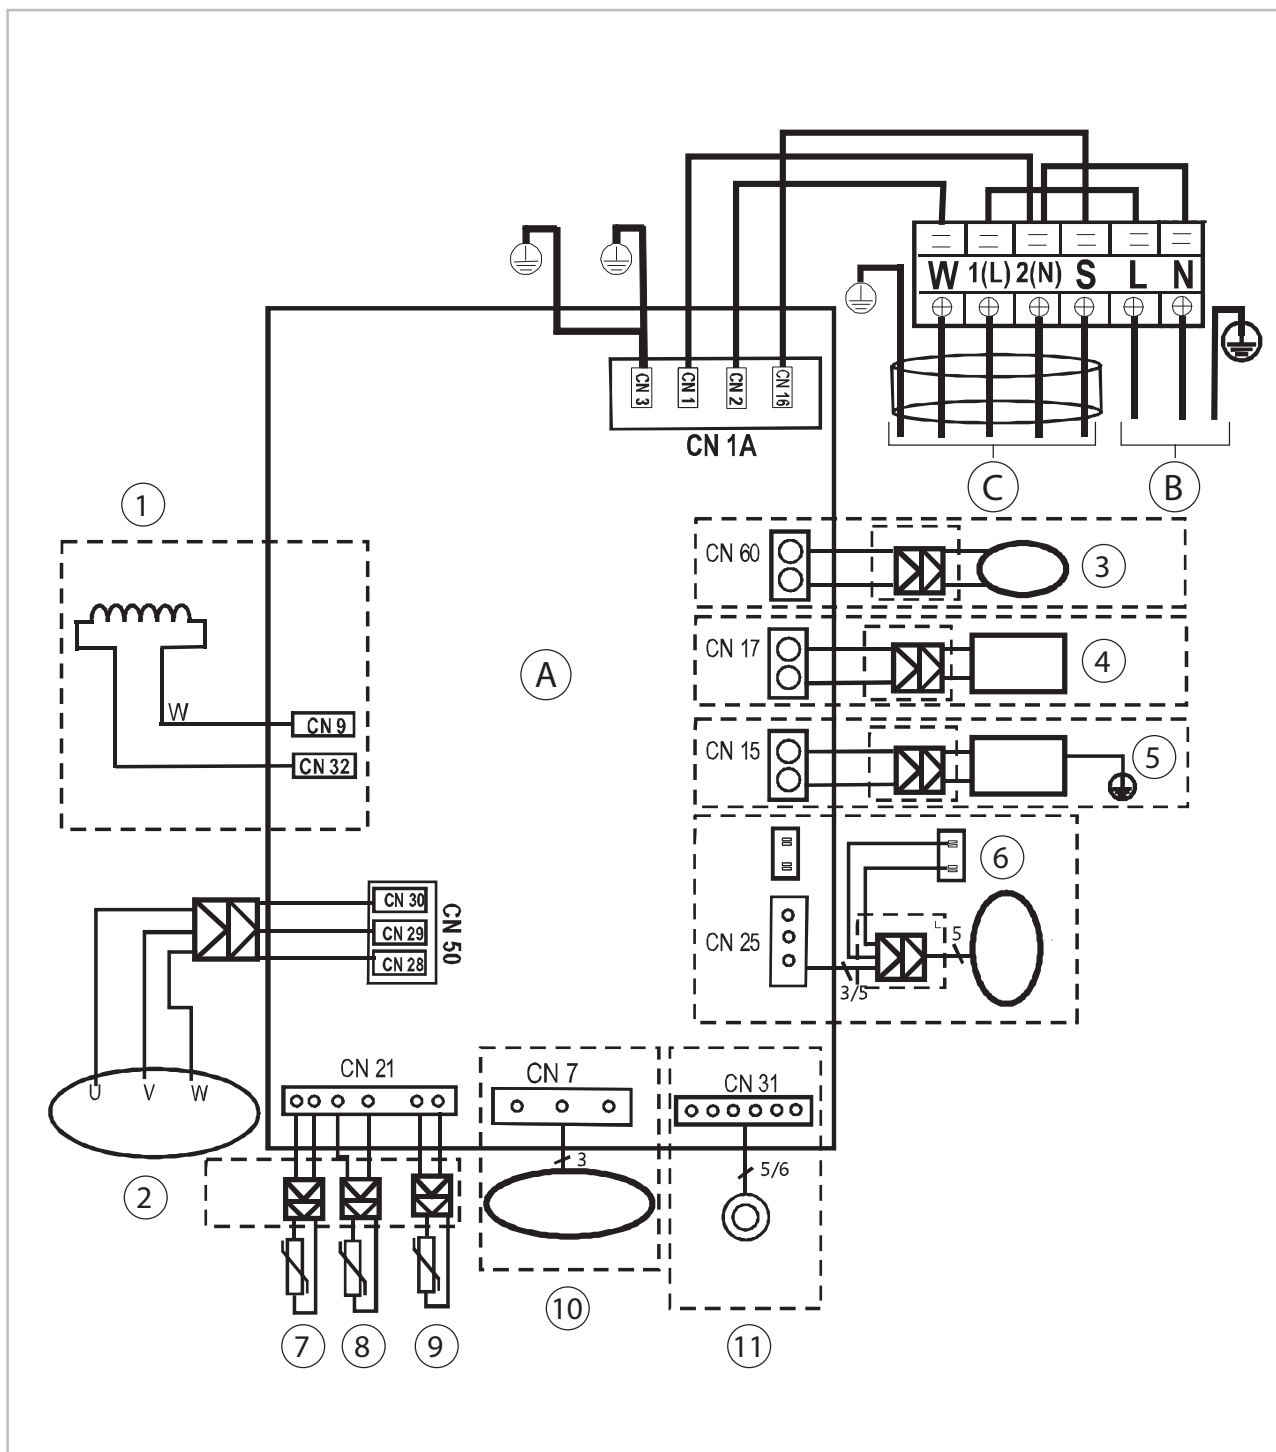 W 1(L) 2(N) S L N
CN 3
CN 1
CN 2
CN 16
CN 1A
C
B
1
A
W
CN 9
CN 32
CN 60
3
CN 17
4
CN 15
5
6
CN 25
5
3/5
CN 30
CN 29
CN 28
CN 50
U V W
2
CN 21
CN 7
3
CN 31
5/6
7
8
9
10
11